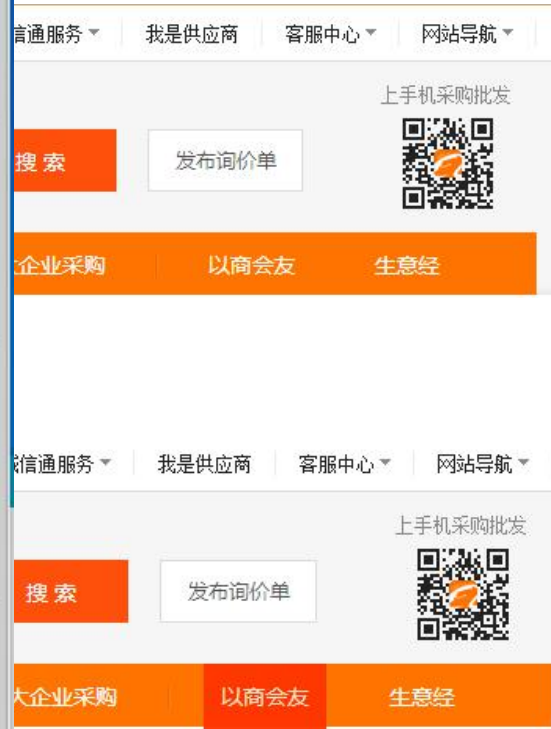 信通服务 我是供应商 客服中心 网站导航
上手机采购批发
搜索 发布询价单
大企业采购 以商会友 生意经
诚信通服务 我是供应商 客服中心 网站导航
上手机采购批发
搜索 发布询价单
大企业采购 以商会友 生意经